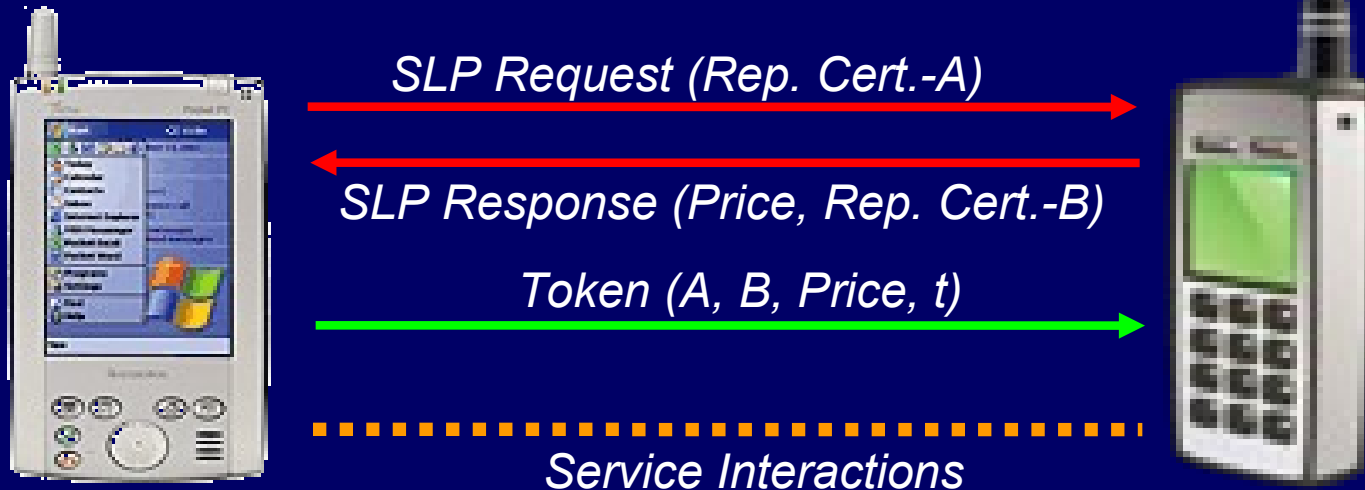 SLP Request (Rep. Cert.-A)
SLP Response (Price, Rep. Cert.-B)
Token (A, B, Price, t)
Service Interactions